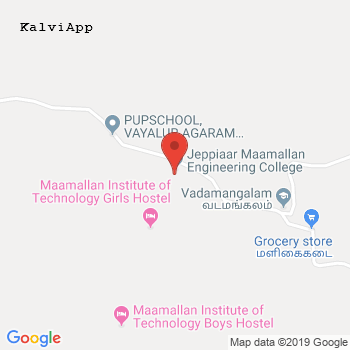 KalviApp
PUPSCHOOL,
VAYALUR AGARAM...
Jeppiaar Maamallan
Engineering College
Maamallan Institute of
Technology Girls Hostel
Vadamangalam
வடமங்கலம்
Grocery store
மளிகைகடை
Maamallan Institute of
Technology Boys Hostel
Google
Map data ©2019 Google